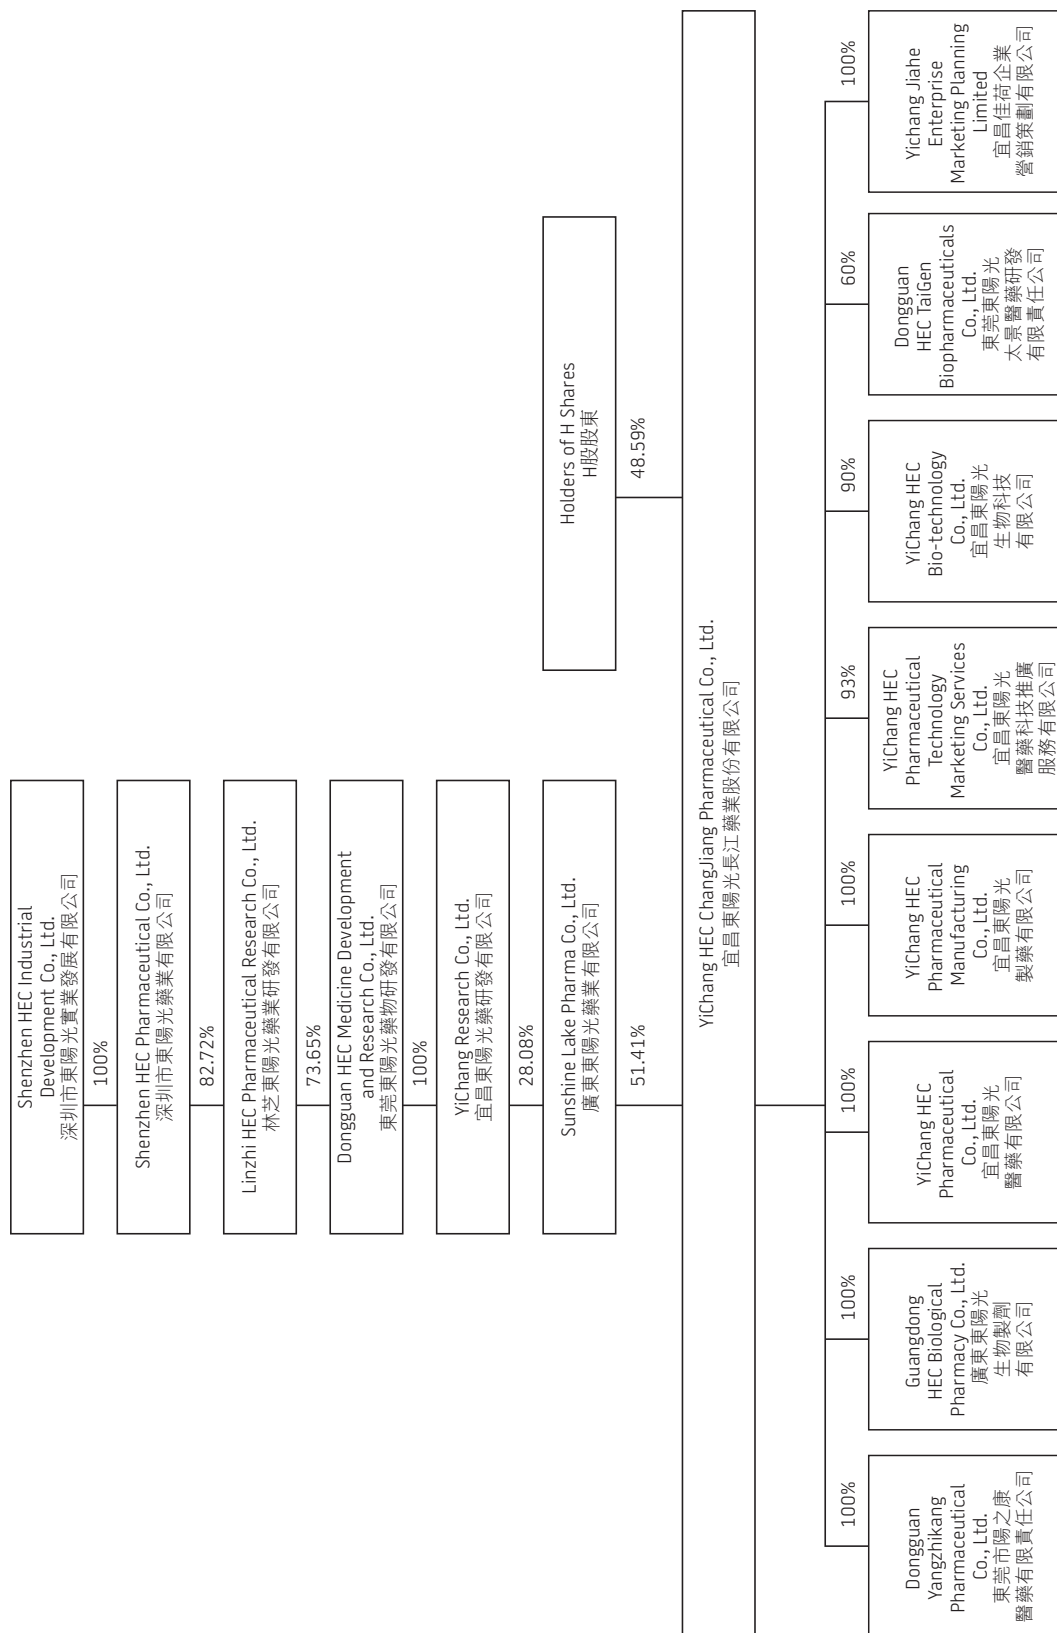 Shenzhen HEC Industrial
Development Co., Ltd.
深圳市東陽光實業發展有限公司
100%
Shenzhen HEC Pharmaceutical Co., Ltd.
深圳市東陽光藥業有限公司
82.72%
Linzhi HEC Pharmaceutical Research Co., Ltd.
林芝東陽光藥業研發有限公司
73.65%
Dongguan HEC Medicine Development
and Research Co., Ltd.
東莞東陽光藥物研發有限公司
100%
YiChang Research Co., Ltd.
宜昌東陽光藥研發有限公司
28.08%
Sunshine Lake Pharma Co., Ltd.
廣東東陽光藥業有限公司
51.41%
Holders of H Shares
H股股東
48.59%
YiChang HEC ChangJiang Pharmaceutical Co., Ltd.
宜昌東陽光長江藥業股份有限公司
100%
Dongguan
Yangzhikang
Pharmaceutical
Co., Ltd.
東莞市陽之康
醫藥有限責任公司
100%
Guangdong
HEC Biological
Pharmacy Co., Ltd.
廣東東陽光
生物製劑
有限公司
100%
YiChang HEC
Pharmaceutical
Co., Ltd.
宜昌東陽光
醫藥有限公司
100%
YiChang HEC
Pharmaceutical
Manufacturing
Co., Ltd.
宜昌東陽光
製藥有限公司
93%
YiChang HEC
Pharmaceutical
Technology
Marketing Services
Co., Ltd.
宜昌東陽光
醫藥科技推廣
服務有限公司
90%
YiChang HEC
Bio-technology
Co., Ltd.
宜昌東陽光
生物科技
有限公司
60%
Dongguan
HEC TaiGen
Biopharmaceuticals
Co., Ltd.
東莞東陽光
太景醫藥研發
有限責任公司
100%
Yichang Jiahe
Enterprise
Marketing Planning
Limited
宜昌佳荷企業
營銷策劃有限公司